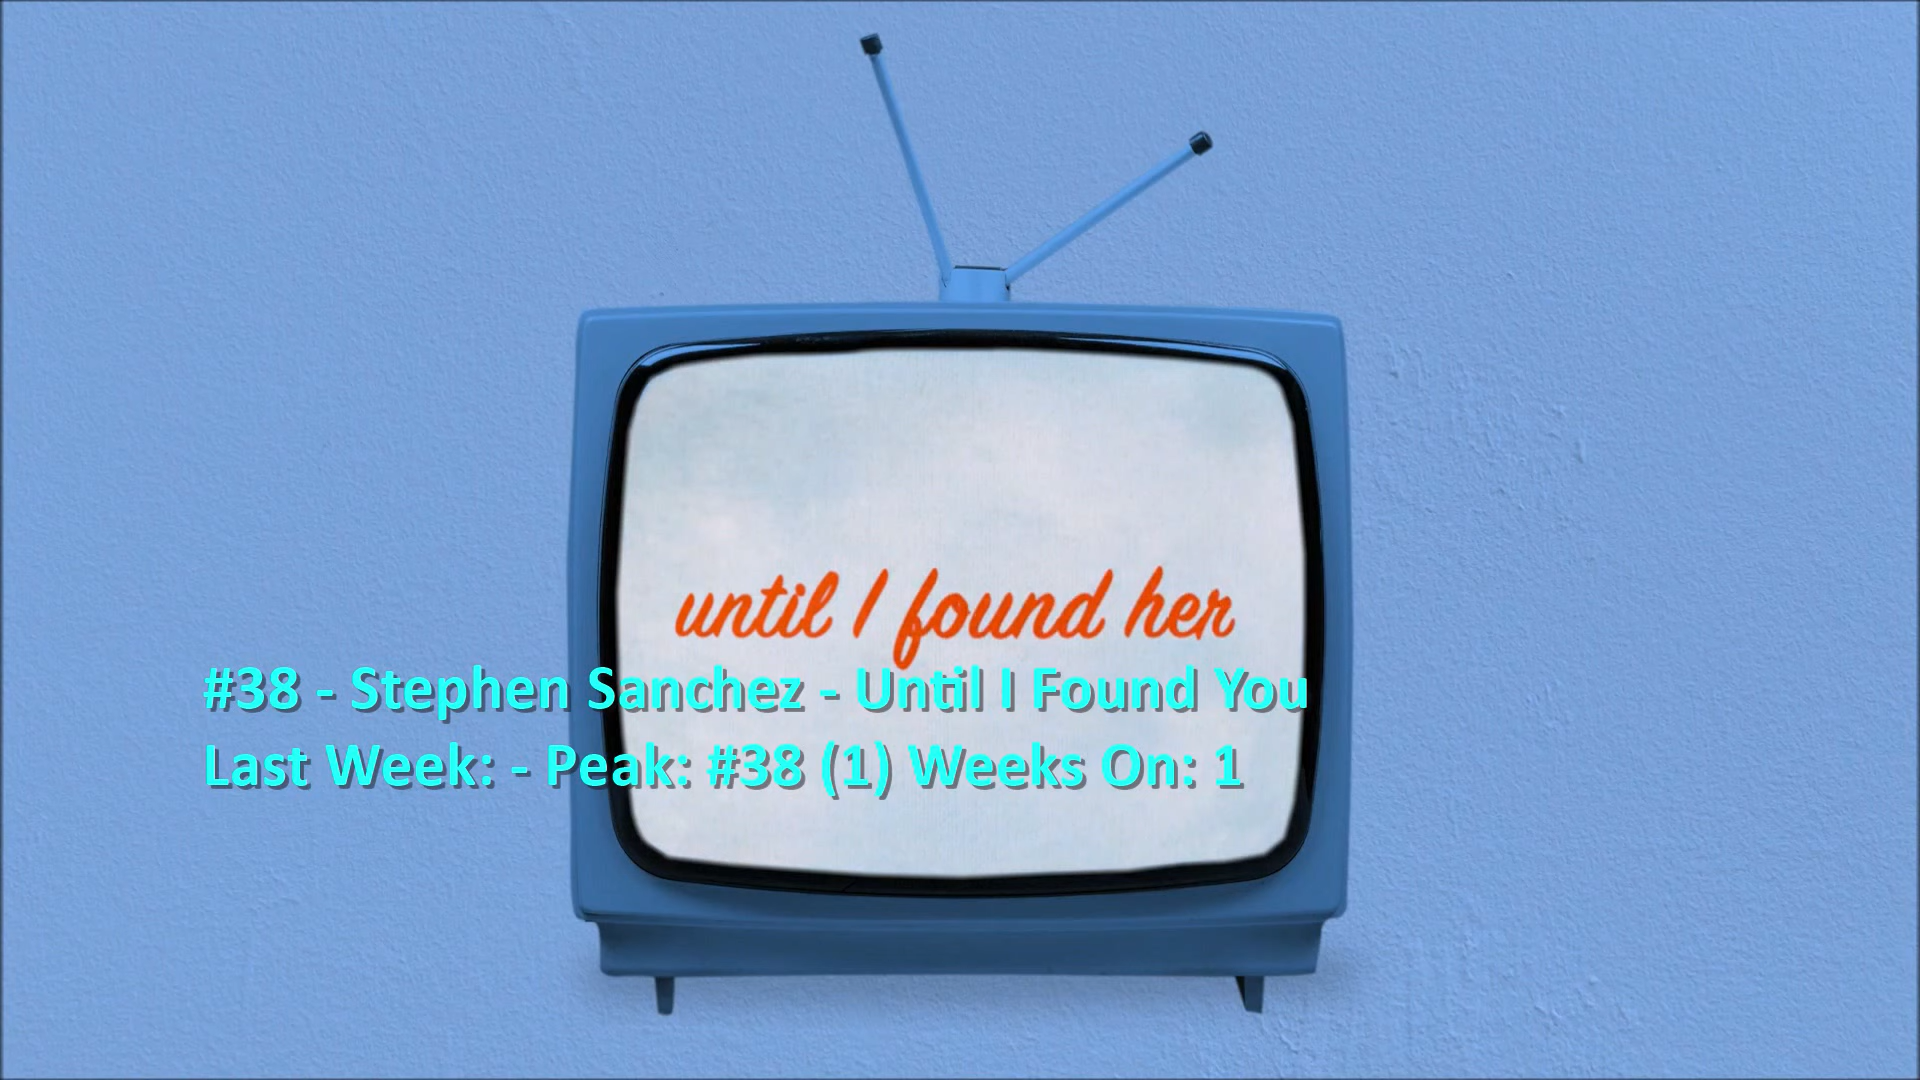 until I found her
#38 - Stephen Sanchez - Until I Found You
Last Week: - Peak: #38 (1) Weeks On: 1